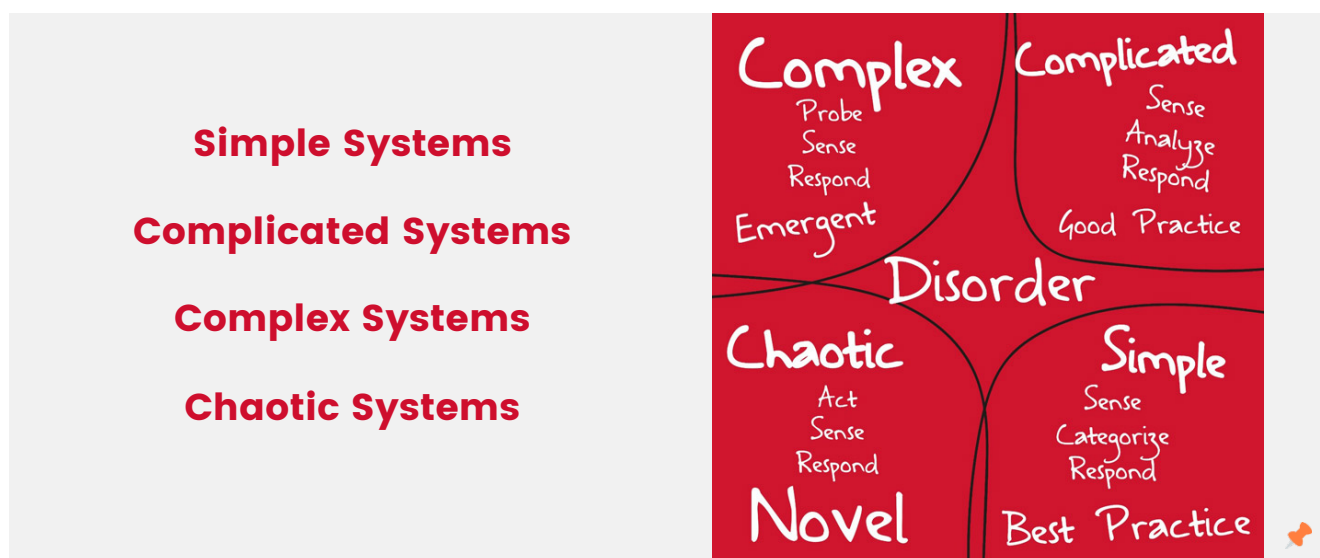 Simple Systems
Complicated Systems
Complex Systems
Chaotic Systems
Complex
Probe
Sense
Respond
Emergent
Complicated
Sense
Analyze
Respond
Good Practice
Disorder
Chaotic
Act
Sense
Respond
Novel
Simple
Sense
Categorize
Respond
Best Practice